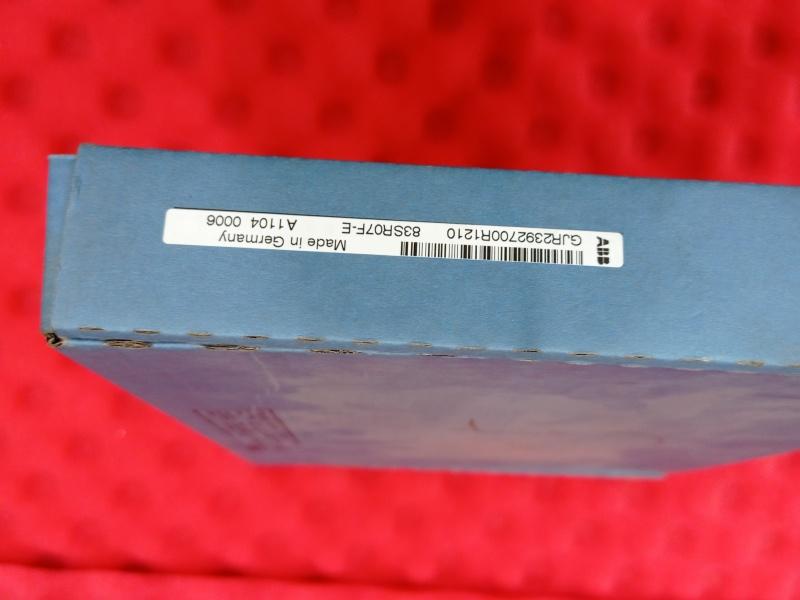 ABB
GJR2392700R1210 83SR07F-E A1104 0006
Made in Germany